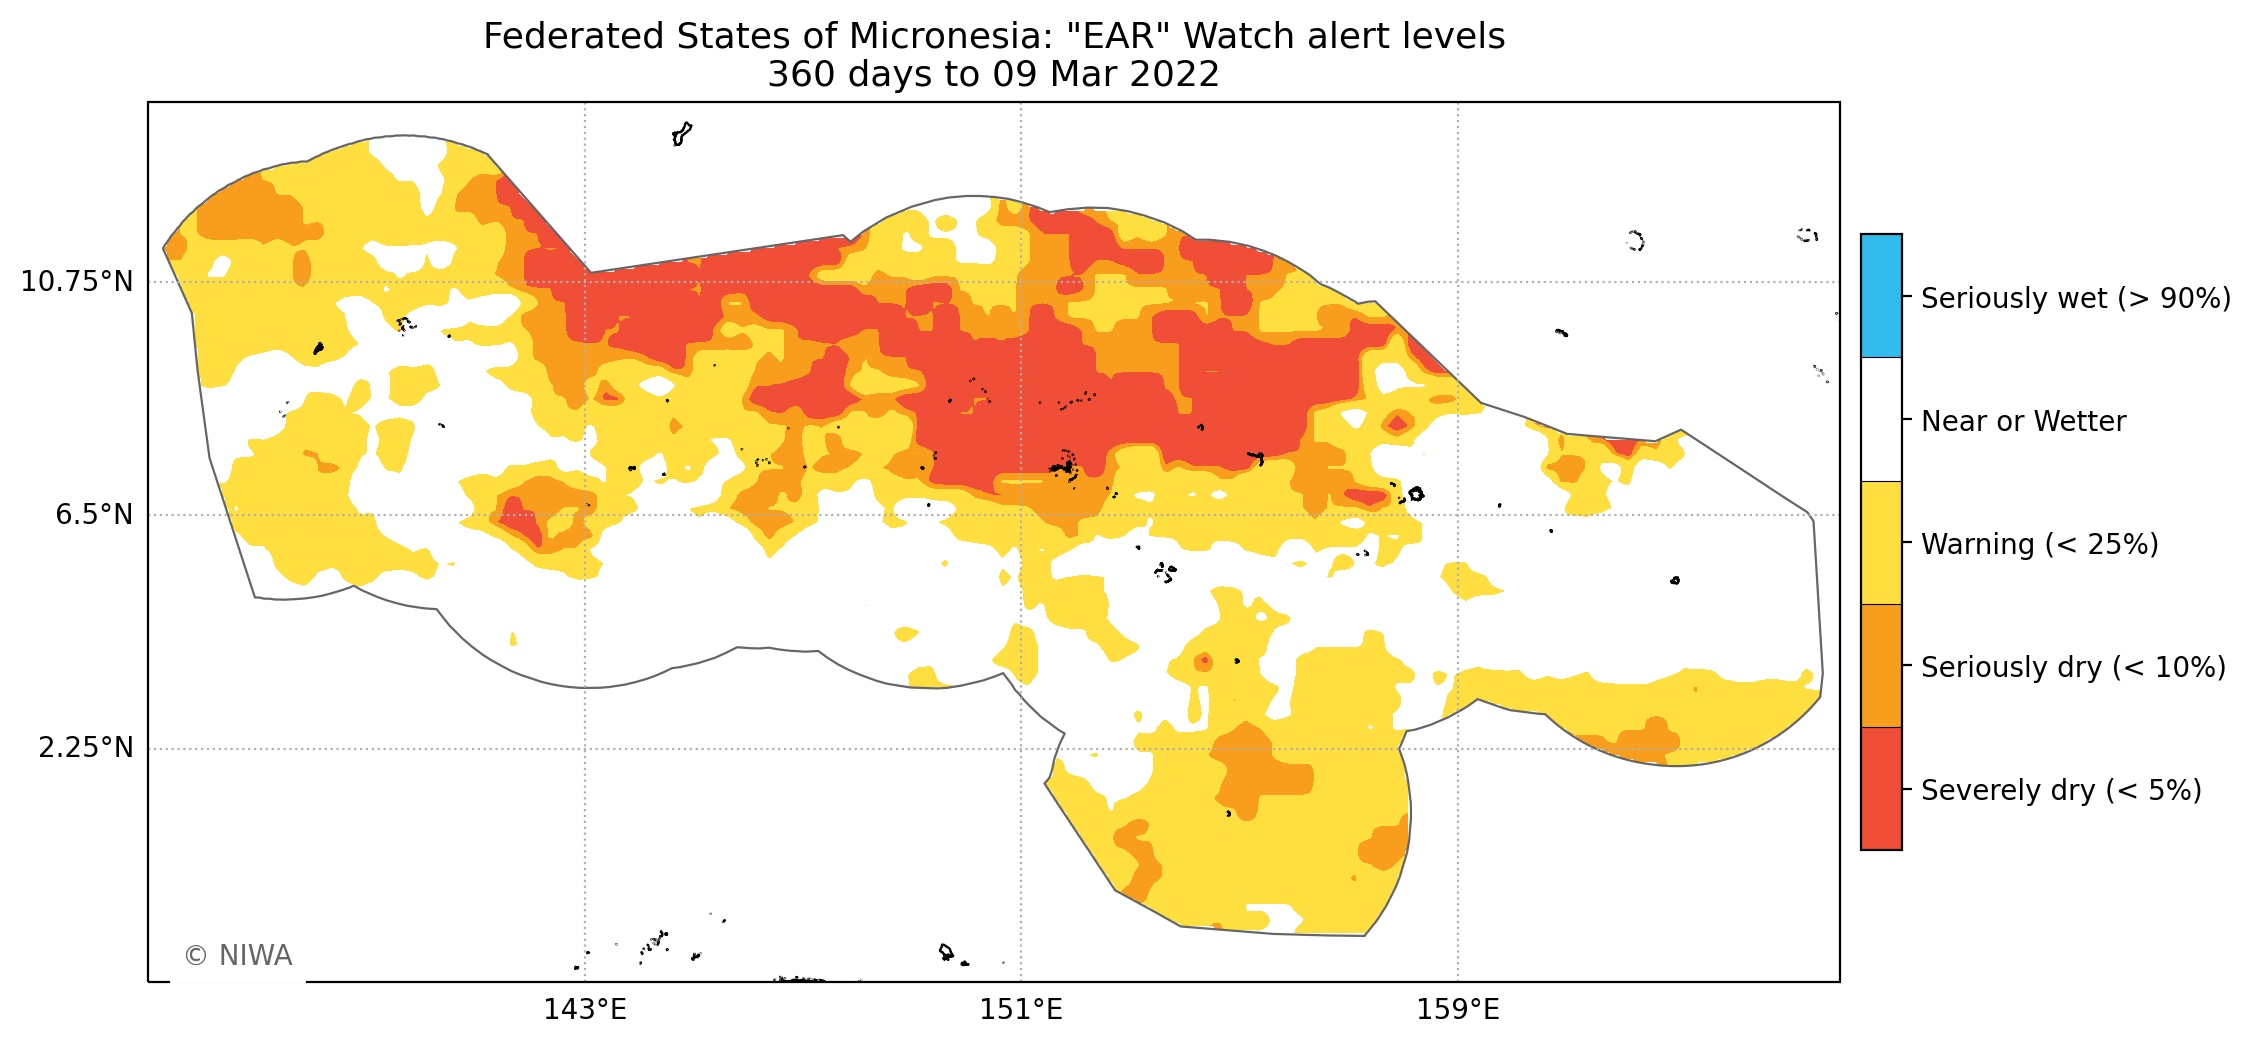 Federated States of Micronesia: "EAR" Watch alert levels
360 days to 09 Mar 2022
10.75°N
6.5°N
2.25°N
143°E
151°E
159°E
Seriously wet (> 90%)
Near or Wetter
Warning (< 25%)
Seriously dry (< 10%)
Severely dry (< 5%)
© NIWA